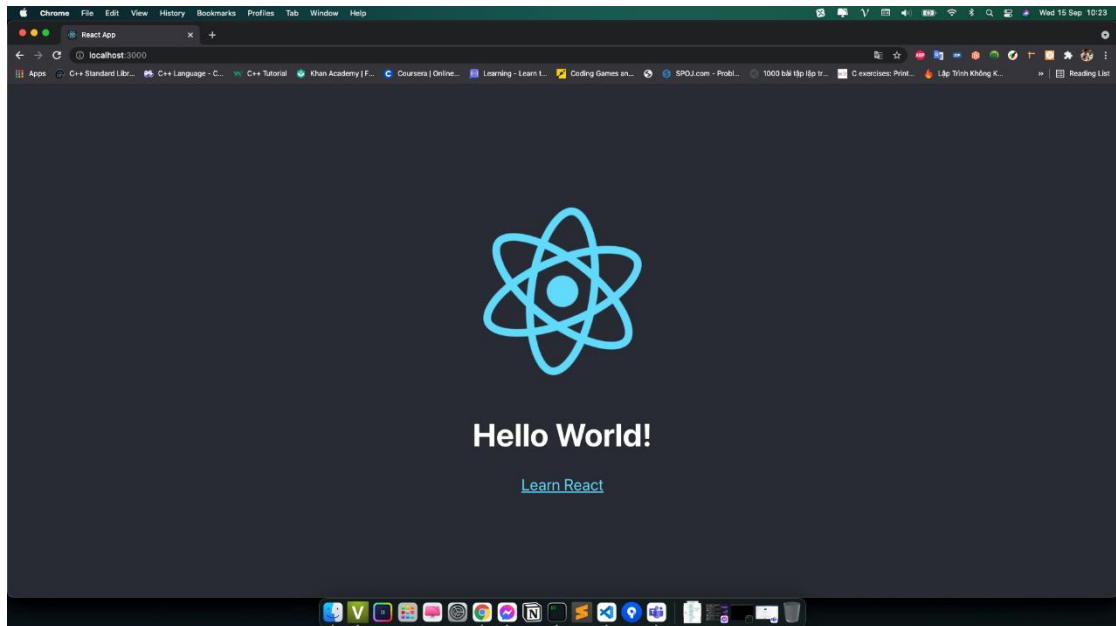 Chrome File Edit View History Bookmarks Profiles Tab Window Help Wed 15 Sep 10:23
React App
localhost:3000
Apps C++ Standard Libr... C++ Language - C... C++ Tutorial Khan Academy | F... Coursera | Online... Learning - Learn t... Coding Games an... SPOJ.com - Probl... 1000 bài tập lập tr... C exercises: Print... Lập Trình Không K... » Reading List
Hello World!
Learn React